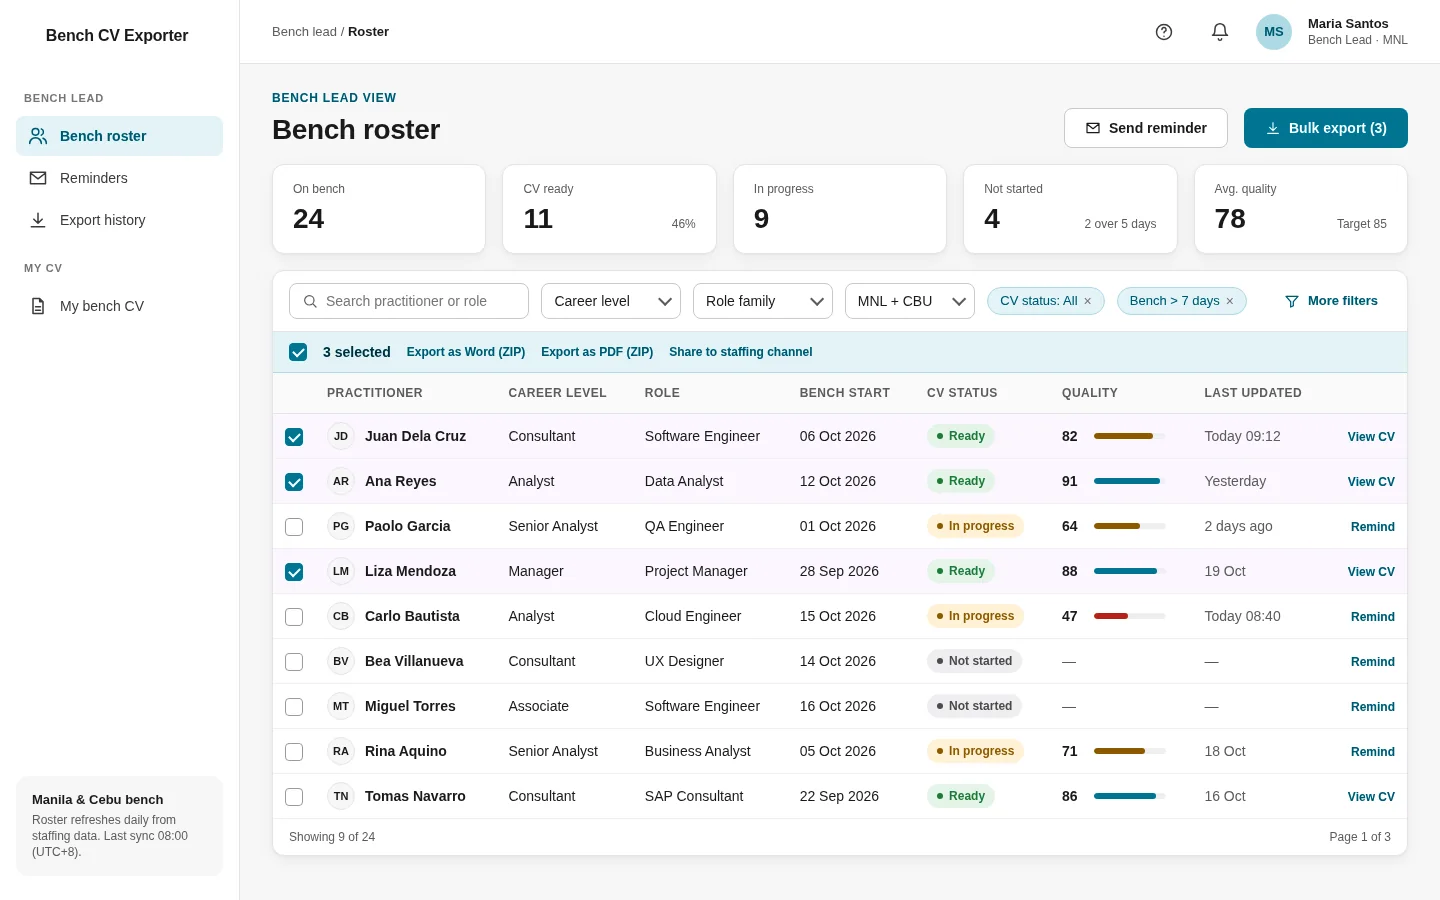 Bench CV Exporter
BENCH LEAD
Bench roster
Reminders
Export history
MY CV
My bench CV
Manila & Cebu bench
Roster refreshes daily from
staffing data. Last sync 08:00
(UTC+8).
Bench lead / Roster
MS
Maria Santos
Bench Lead · MNL
BENCH LEAD VIEW
Bench roster
Send reminder
Bulk export (3)
On bench
24
CV ready
11 46%
In progress
9
Not started
4 2 over 5 days
Avg. quality
78 Target 85
Search practitioner or role Career level Role family MNL + CBU CV status: All × Bench > 7 days × More filters
3 selected Export as Word (ZIP) Export as PDF (ZIP) Share to staffing channel
PRACTITIONER CAREER LEVEL ROLE BENCH START CV STATUS QUALITY LAST UPDATED
JD Juan Dela Cruz Consultant Software Engineer 06 Oct 2026 Ready 82 Today 09:12 View CV
AR Ana Reyes Analyst Data Analyst 12 Oct 2026 Ready 91 Yesterday View CV
PG Paolo Garcia Senior Analyst QA Engineer 01 Oct 2026 In progress 64 2 days ago Remind
LM Liza Mendoza Manager Project Manager 28 Sep 2026 Ready 88 19 Oct View CV
CB Carlo Bautista Analyst Cloud Engineer 15 Oct 2026 In progress 47 Today 08:40 Remind
BV Bea Villanueva Consultant UX Designer 14 Oct 2026 Not started — — Remind
MT Miguel Torres Associate Software Engineer 16 Oct 2026 Not started — — Remind
RA Rina Aquino Senior Analyst Business Analyst 05 Oct 2026 In progress 71 18 Oct Remind
TN Tomas Navarro Consultant SAP Consultant 22 Sep 2026 Ready 86 16 Oct View CV
Showing 9 of 24 Page 1 of 3